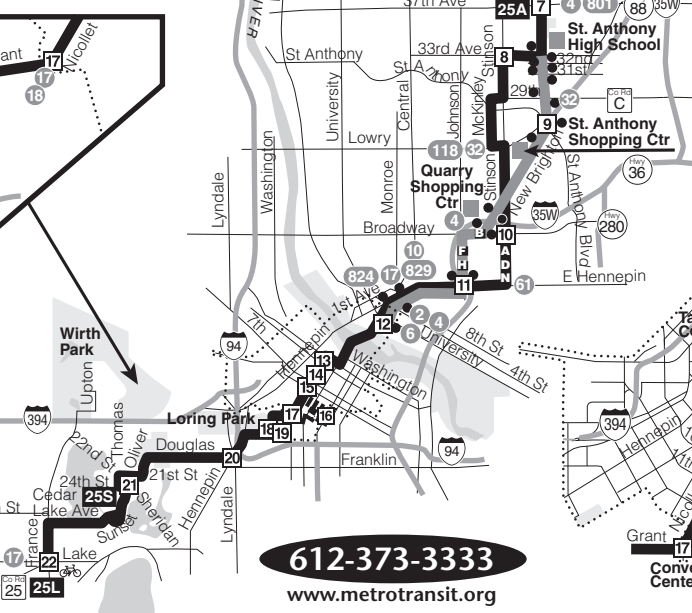 37th Ave
25A
7
4
801
88
35W
RIVER
Nicollet
17
17
18
St Anthony
33rd Ave
Stinson
8
St. Anthony
High School
32nd
31st
St Anthony
29th
32
Co Rd
C
University
Central
Johnson
McKinley
9
St. Anthony
Shopping Ctr
Lowry
118
32
Hwy
36
Lyndale
Washington
Monroe
Quarry
Shopping
Ctr
Stinson
New Brighton
St Anthony Blvd
4
35W
Hwy
280
Broadway
B
10
10
F
H
A
D
N
824
17
829
11
61
E Hennepin
1st Ave
7th
12
2
4
6
University
8th St
4th St
Wirth
Park
94
Hennepin
13
14
15
Washington
Upton
394
Loring Park
17
16
18
19
394
Hennepin
Thomas
Oliver
22nd St
Douglas
20
Franklin
94
24th St
21
21st St
Cedar
25S
Sheridan
Hennepin
Lyndale
Lake Ave
Sunset
France
17
22
Lake
Co Rd
25
25L
Grant
17
612-373-3333
www.metrotransit.org